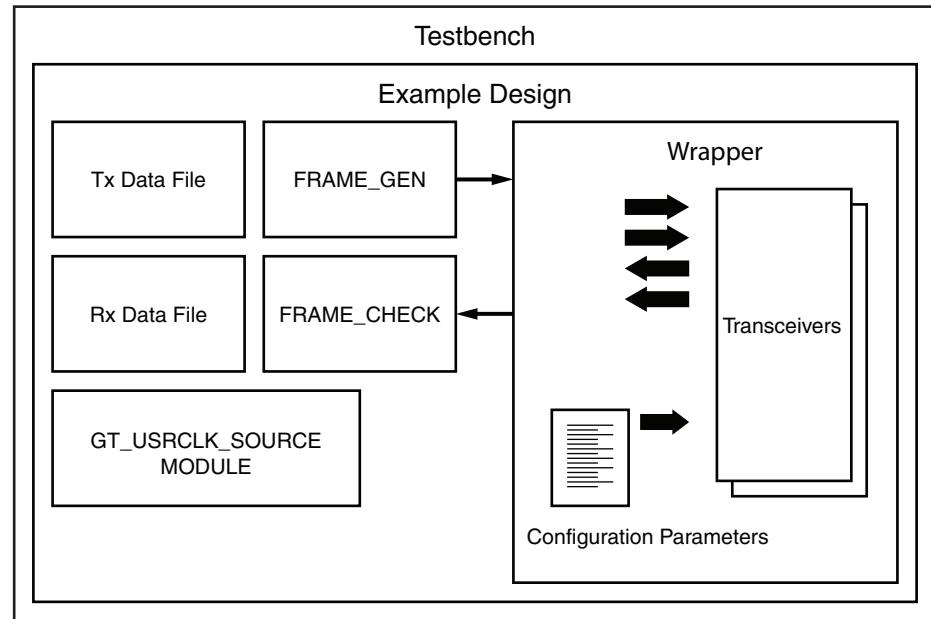 Testbench
Example Design
Tx Data File
FRAME_GEN
Wrapper
Rx Data File
FRAME_CHECK
Transceivers
GT_USRCLK_SOURCE
MODULE
Configuration Parameters